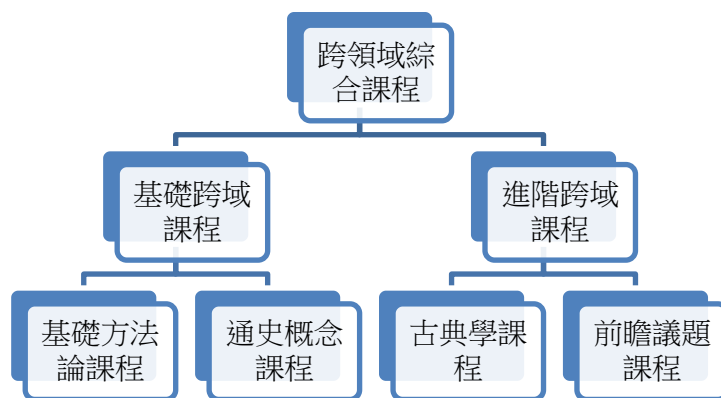 跨領域綜
合課程
基礎跨域
課程
進階跨域
課程
基礎方法
論課程
通史概念
課程
古典學課
程
前瞻議題
課程